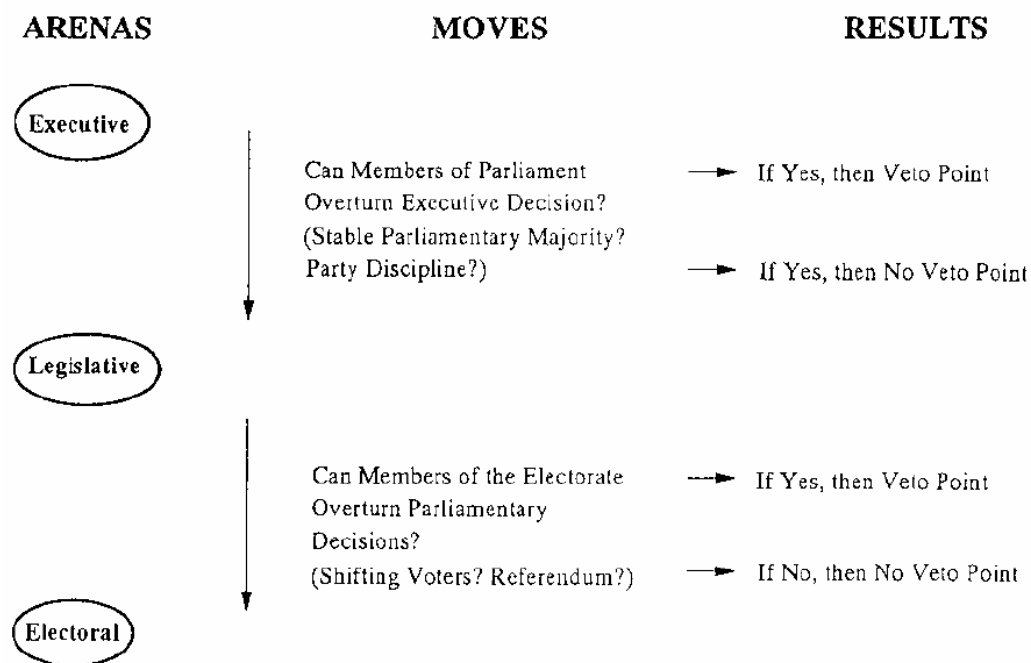 ARENAS MOVES RESULTS
Executive
Can Members of Parliament → If Yes, then Veto Point
Overturn Executive Decision?
(Stable Parliamentary Majority?
Party Discipline?) → If Yes, then No Veto Point
Legislative
Can Members of the Electorate → If Yes, then Veto Point
Overturn Parliamentary
Decisions?
(Shifting Voters? Referendum?) → If No, then No Veto Point
Electoral